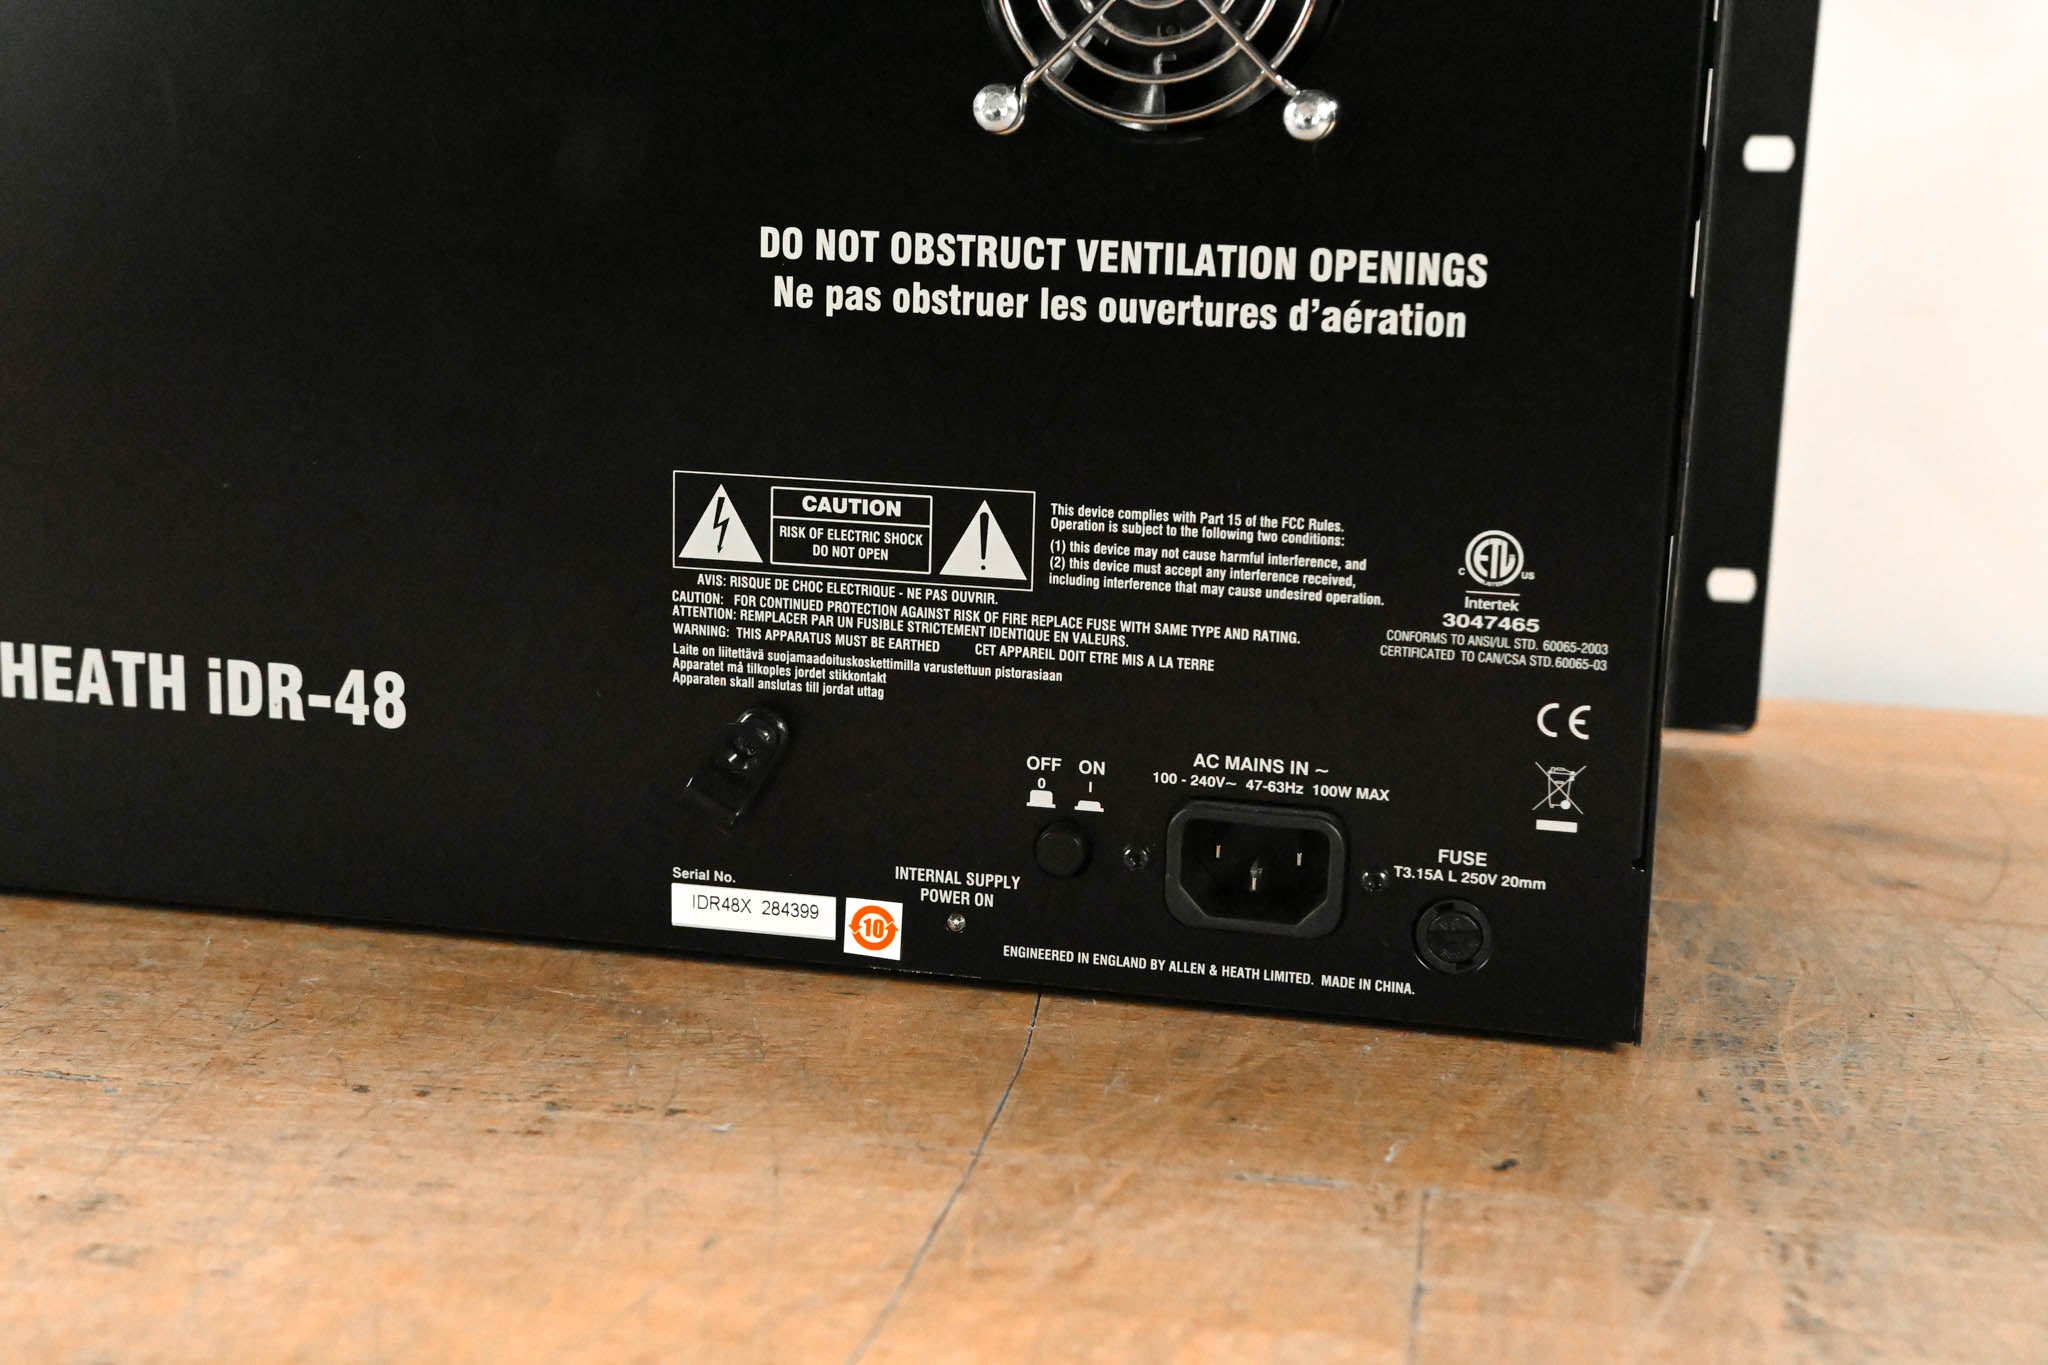 DO NOT OBSTRUCT VENTILATION OPENINGS
Ne pas obstruer les ouvertures d'aération
CAUTION
RISK OF ELECTRIC SHOCK
DO NOT OPEN
AVIS: RISQUE DE CHOC ELECTRIQUE - NE PAS OUVRIR.
This device complies with Part 15 of the FCC Rules.
Operation is subject to the following two conditions:
(1) this device may not cause harmful interference, and
(2) this device must accept any interference received,
including interference that may cause undesired operation.
CAUTION: FOR CONTINUED PROTECTION AGAINST RISK OF FIRE REPLACE FUSE WITH SAME TYPE AND RATING.
ATTENTION: REMPLACER PAR UN FUSIBLE STRICTEMENT IDENTIQUE EN VALEURS.
WARNING: THIS APPARATUS MUST BE EARTHED CET APPAREIL DOIT ETRE MIS A LA TERRE
Laite on liitettävä suojamaadoituskoskettimilla varustettuun pistorasiaan
Apparatet må tilkoples jordet stikkontakt
Apparaten skall anslutas till jordat uttag
C ETL US
LISTED
Intertek
3047465
CONFORMS TO ANSI/UL STD. 60065-2003
CERTIFICATED TO CAN/CSA STD.60065-03
HEATH iDR-48
CE
OFF ON
0 I
AC MAINS IN ~
100 - 240V~ 47-63Hz 100W MAX
FUSE
T3.15A L 250V 20mm
Serial No.
IDR48X 284399
10
INTERNAL SUPPLY
POWER ON
ENGINEERED IN ENGLAND BY ALLEN & HEATH LIMITED. MADE IN CHINA.